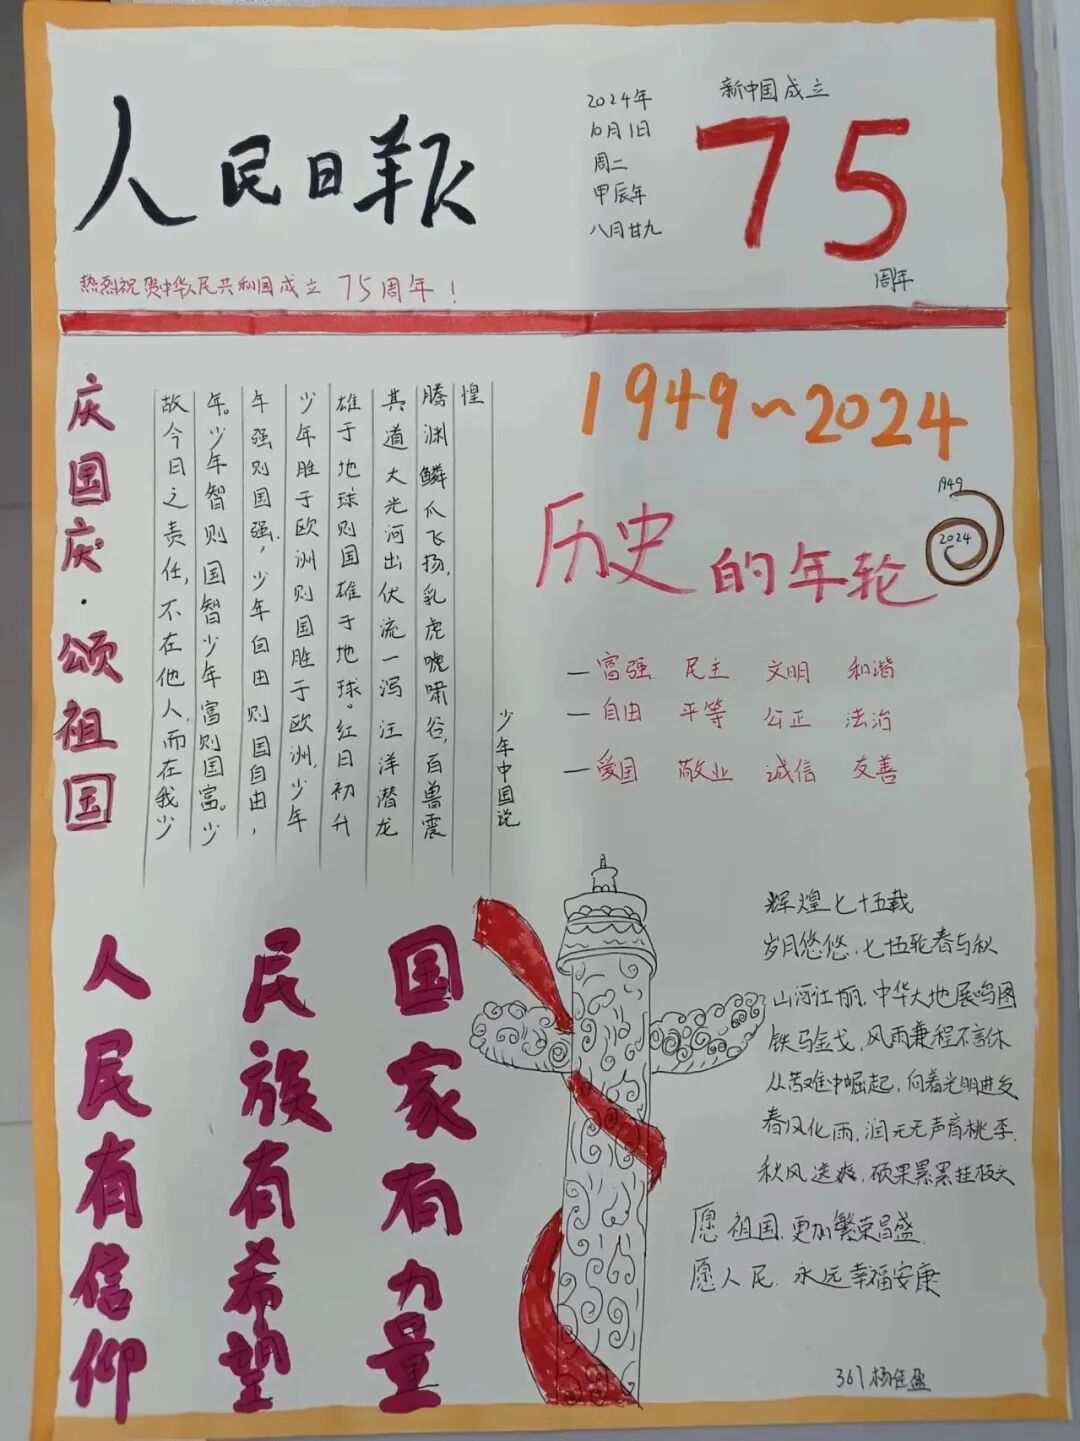 人民日报
2024年
10月1日
周二
甲辰年
八月廿九
新中国成立
75
周年
热烈祝贺中华人民共和国成立75周年！
庆国庆·颂祖国
故今日之责任,不在他人,而在我少
年。少年智则国智少年富则国富。少
年强则国强,少年自由则国自由,
少年胜于欧洲则国胜于欧洲,少年
雄于地球则国雄于地球。红日初升
其道大光河出伏流一泻汪洋潜龙
腾渊鳞爪飞扬,乳虎啸谷,百兽震
惶
少年中国说
1949~2024
历史的年轮
1949
2024
一富强 民主 文明 和谐
一自由 平等 公正 法治
一爱国 敬业 诚信 友善
人民有信仰
民族有希望
国家有力量
辉煌七十五载
岁月悠悠,七十五轮春与秋
山河壮丽,中华大地展鸣图
铁马金戈,风雨兼程不言休
从苦难中崛起,向着光明进发
春风化雨,润元无声育桃李.
秋风送爽,硕果累累挂枝头
愿祖国,更加繁荣昌盛.
愿人民.永远幸福安康
367杨佳盈